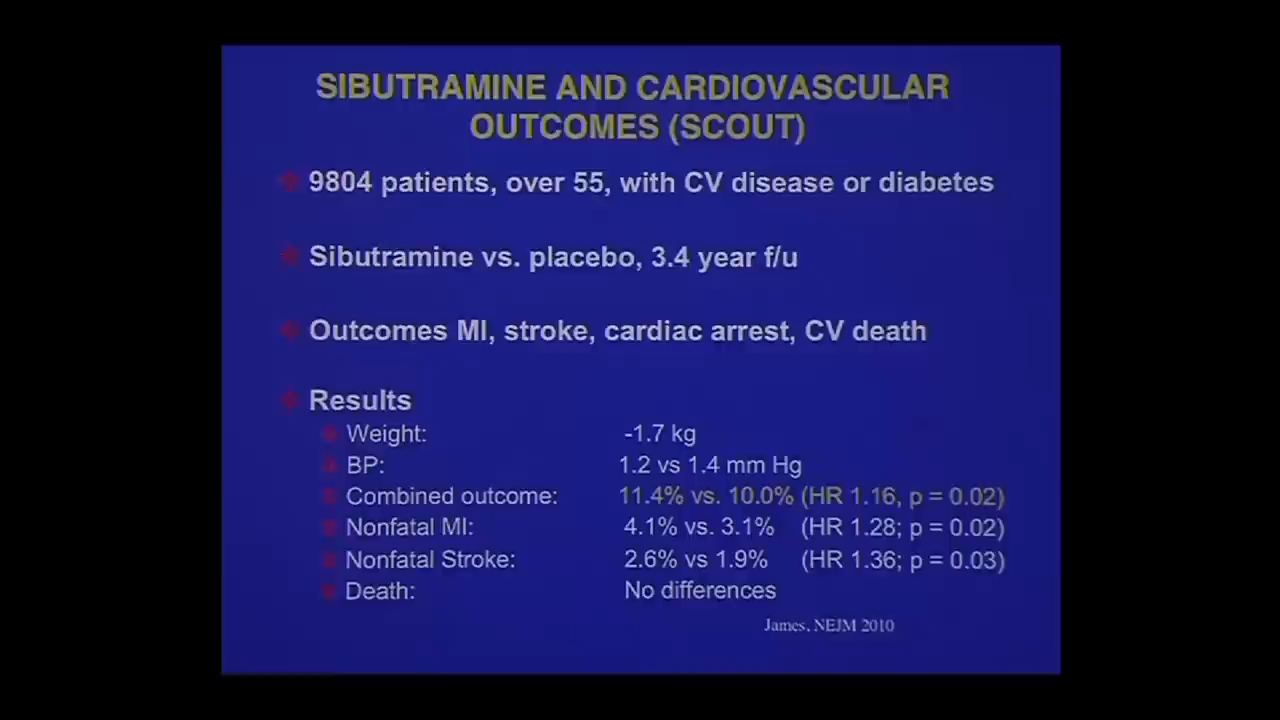 SIBUTRAMINE AND CARDIOVASCULAR
OUTCOMES (SCOUT)
9804 patients, over 55, with CV disease or diabetes
Sibutramine vs. placebo, 3.4 year f/u
Outcomes MI, stroke, cardiac arrest, CV death
Results
Weight: -1.7 kg
BP: 1.2 vs 1.4 mm Hg
Combined outcome: 11.4% vs. 10.0% (HR 1.16, p = 0.02)
Nonfatal MI: 4.1% vs. 3.1% (HR 1.28; p = 0.02)
Nonfatal Stroke: 2.6% vs 1.9% (HR 1.36; p = 0.03)
Death: No differences
James, NEJM 2010